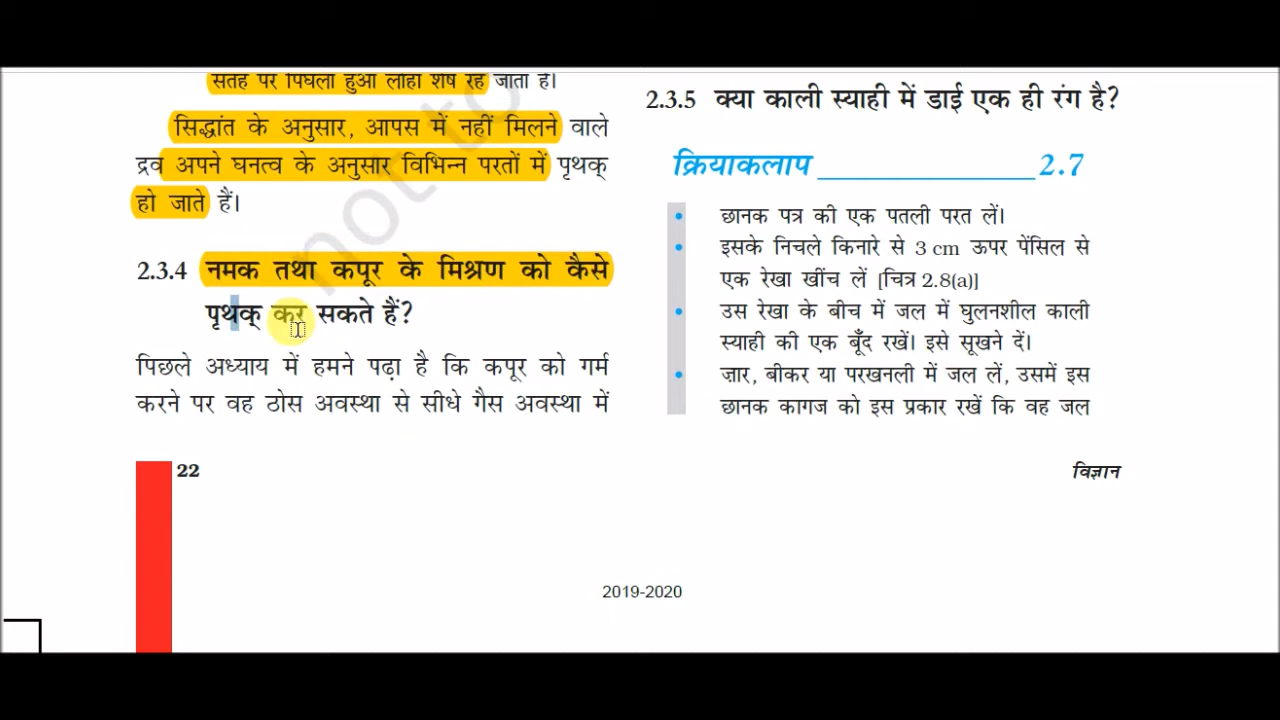 सतह पर पिघला हुआ लोहा शेष रह जाता है।
सिद्धांत के अनुसार, आपस में नहीं मिलने वाले
द्रव अपने घनत्व के अनुसार विभिन्न परतों में पृथक्
हो जाते हैं।
2.3.4 नमक तथा कपूर के मिश्रण को कैसे
पृथक् कर सकते हैं?
पिछले अध्याय में हमने पढ़ा है कि कपूर को गर्म
करने पर वह ठोस अवस्था से सीधे गैस अवस्था में
2.3.5 क्या काली स्याही में डाई एक ही रंग है?
क्रियाकलाप ______________ 2.7
• छानक पत्र की एक पतली परत लें।
• इसके निचले किनारे से 3 cm ऊपर पेंसिल से
एक रेखा खींच लें [चित्र 2.8(a)]
• उस रेखा के बीच में जल में घुलनशील काली
स्याही की एक बूँद रखें। इसे सूखने दें।
• ज़ार, बीकर या परखनली में जल लें, उसमें इस
छानक कागज को इस प्रकार रखें कि वह जल
22
विज्ञान
2019-2020
not to